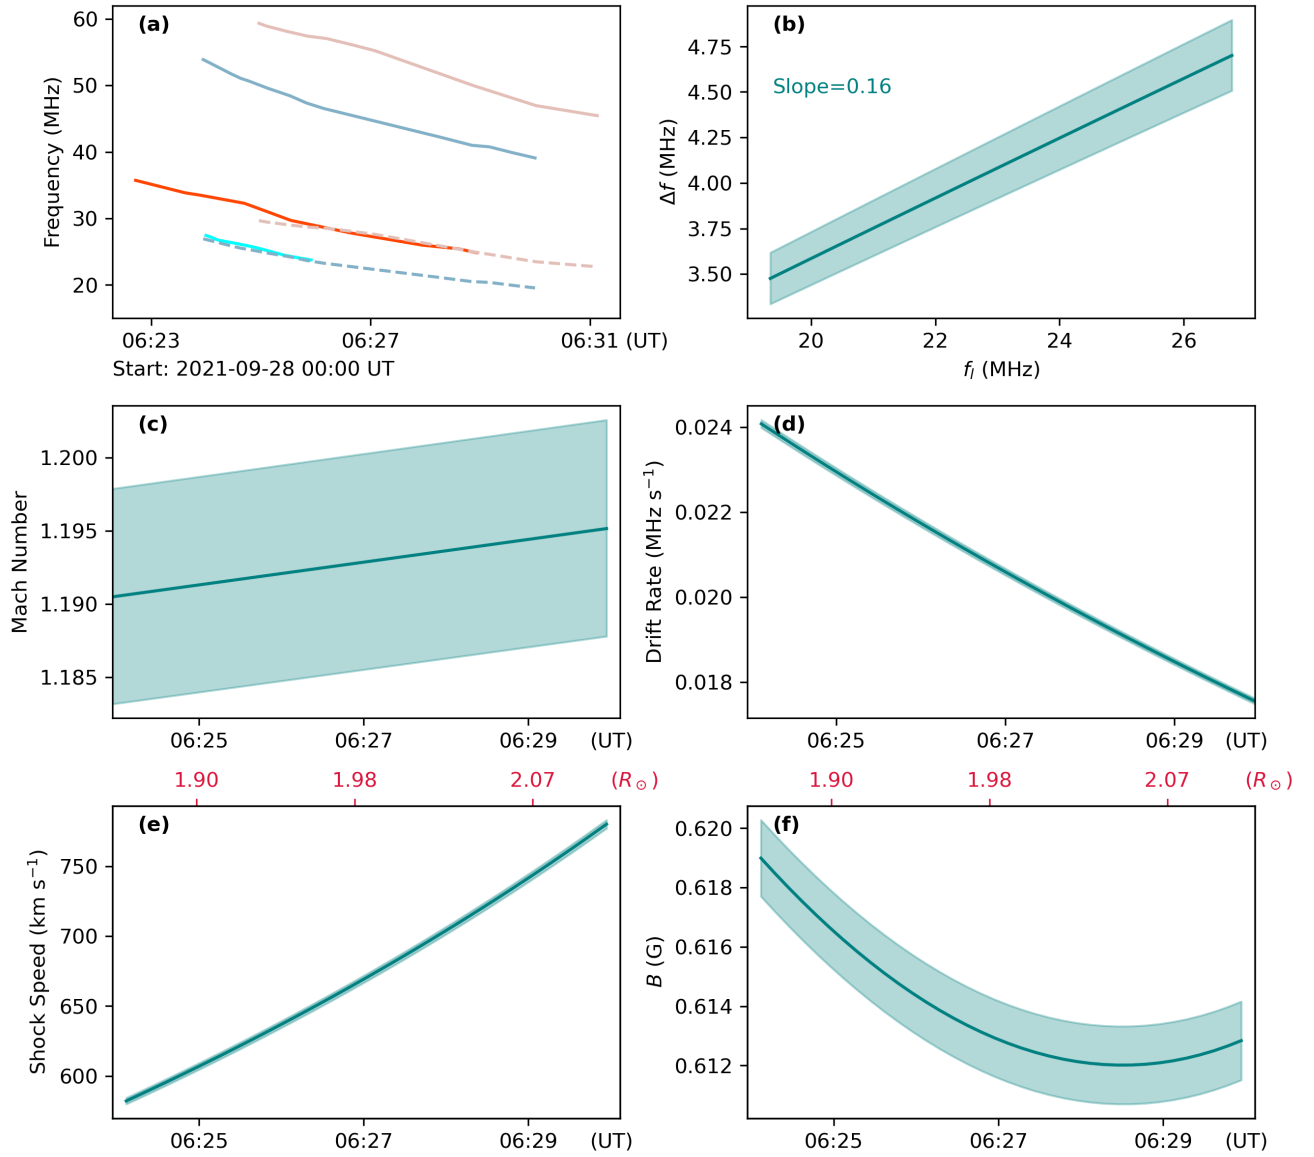 (a)
60
50
40
30
20
Frequency (MHz)
06:23 06:27 06:31 (UT)
Start: 2021-09-28 00:00 UT
(b)
Slope=0.16
4.75
4.50
4.25
4.00
3.75
3.50
Δf (MHz)
20 22 24 26
f_l (MHz)
(c)
1.200
1.195
1.190
1.185
Mach Number
06:25 06:27 06:29 (UT)
(d)
0.024
0.022
0.020
0.018
Drift Rate (MHz s⁻¹)
06:25 06:27 06:29 (UT)
1.90 1.98 2.07 (R☉)
(e)
750
700
650
600
Shock Speed (km s⁻¹)
06:25 06:27 06:29 (UT)
1.90 1.98 2.07 (R☉)
(f)
0.620
0.618
0.616
0.614
0.612
B (G)
06:25 06:27 06:29 (UT)